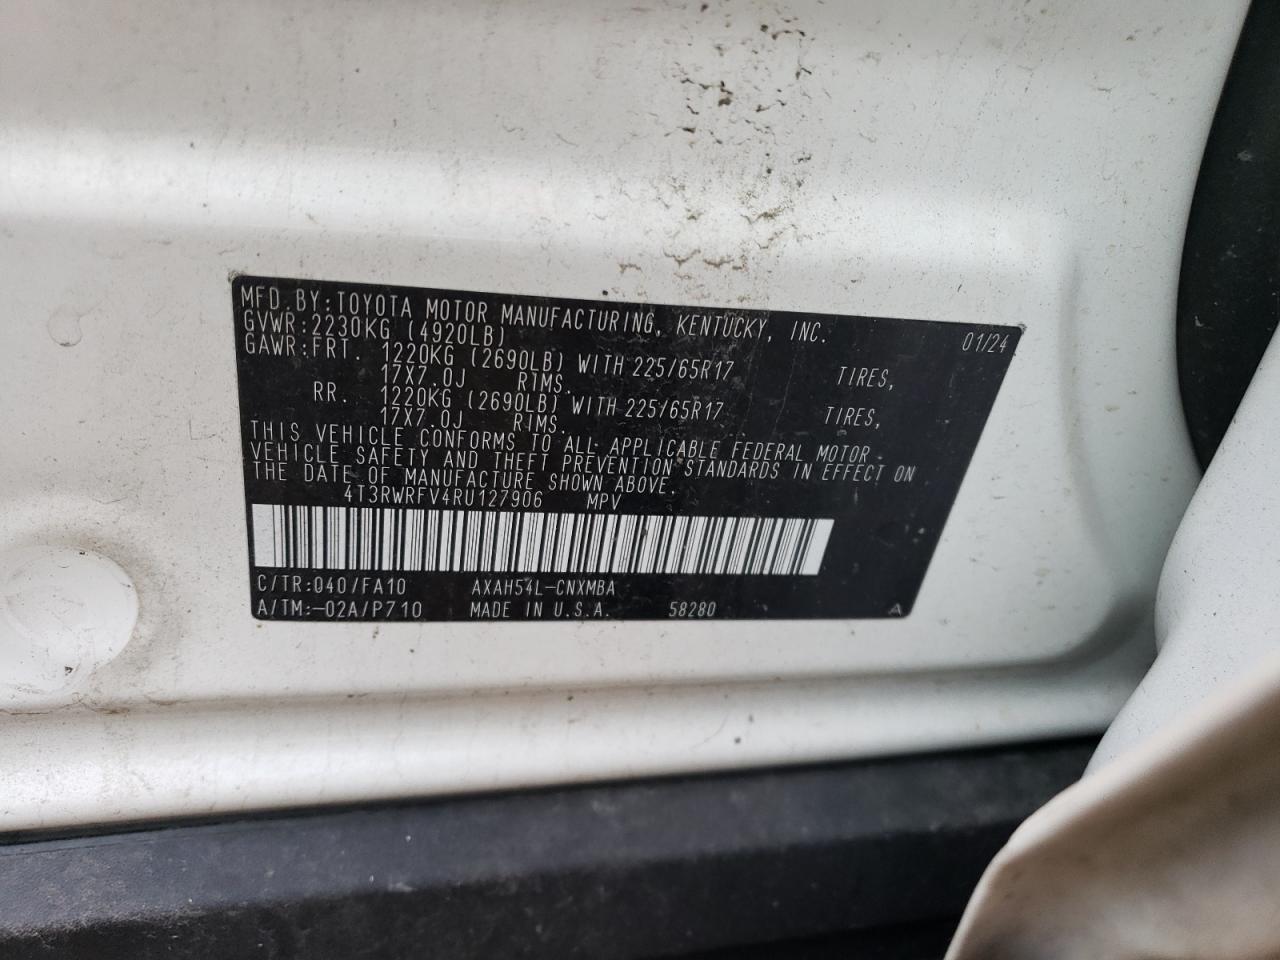 MFD. BY: TOYOTA MOTOR MANUFACTURING, KENTUCKY, INC. 01/24
GVWR: 2230KG (4920LB)
GAWR: FRT. 1220KG (2690LB) WITH 225/65R17 TIRES,
17X7.0J RIMS.
RR. 1220KG (2690LB) WITH 225/65R17 TIRES,
17X7.0J RIMS.
THIS VEHICLE CONFORMS TO ALL APPLICABLE FEDERAL MOTOR
VEHICLE SAFETY AND THEFT PREVENTION STANDARDS IN EFFECT ON
THE DATE OF MANUFACTURE SHOWN ABOVE.
4T3RWRFV4RU127906 MPV
C/TR: 040/FA10 AXAH54L-CNXMBA
A/TM: -02A/P710 MADE IN U.S.A. 58280 A